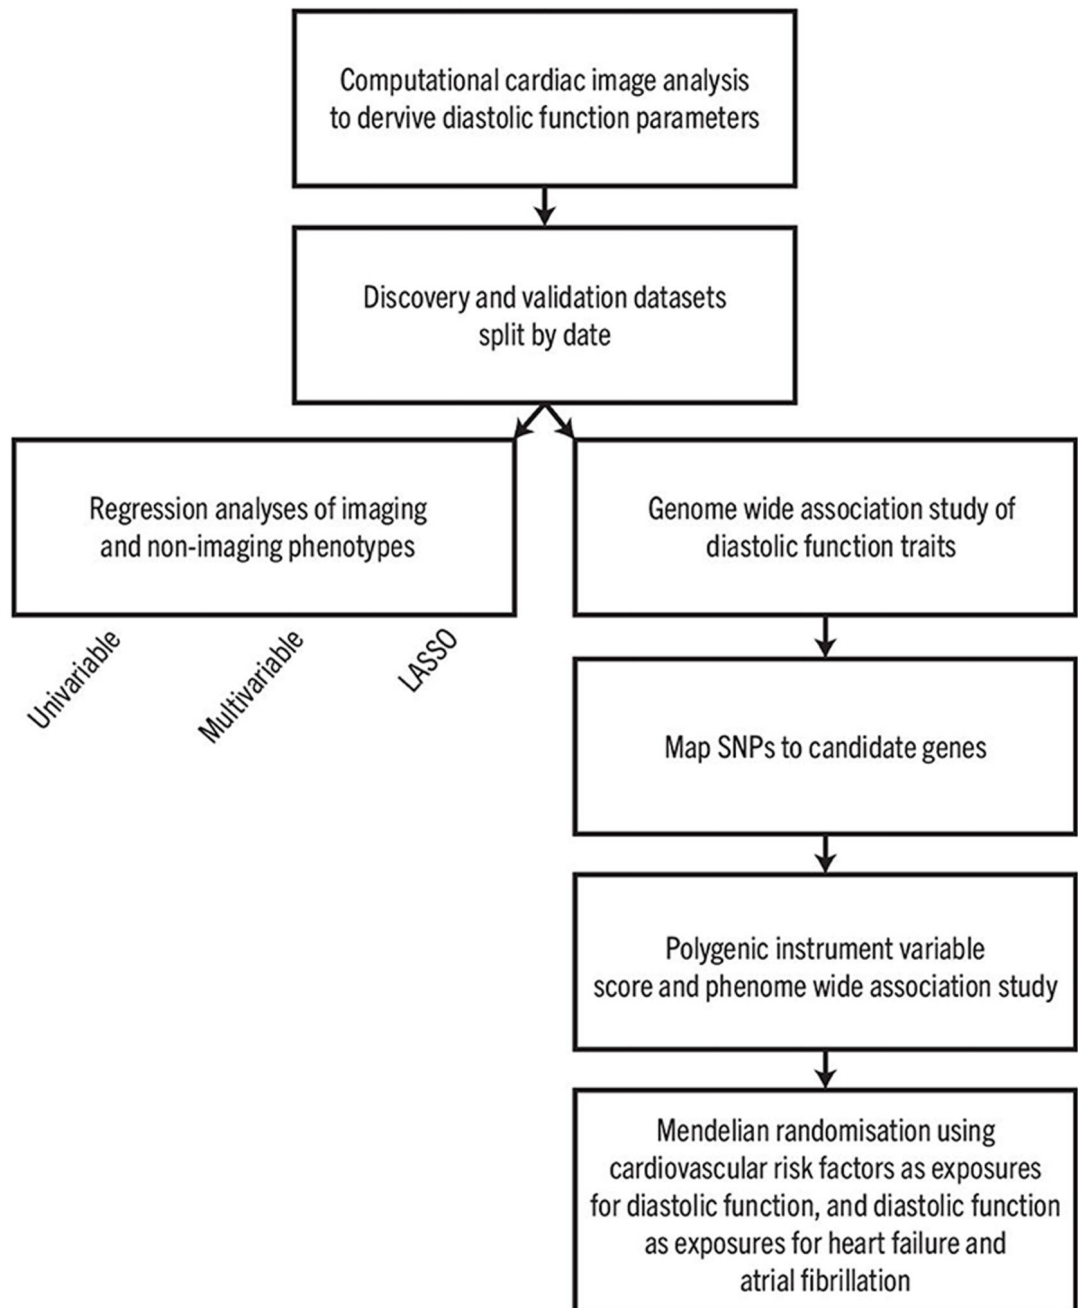 Computational cardiac image analysis
to dervive diastolic function parameters
Discovery and validation datasets
split by date
Regression analyses of imaging
and non-imaging phenotypes
Univariable
Multivariable
LASSO
Genome wide association study of
diastolic function traits
Map SNPs to candidate genes
Polygenic instrument variable
score and phenome wide association study
Mendelian randomisation using
cardiovascular risk factors as exposures
for diastolic function, and diastolic function
as exposures for heart failure and
atrial fibrillation